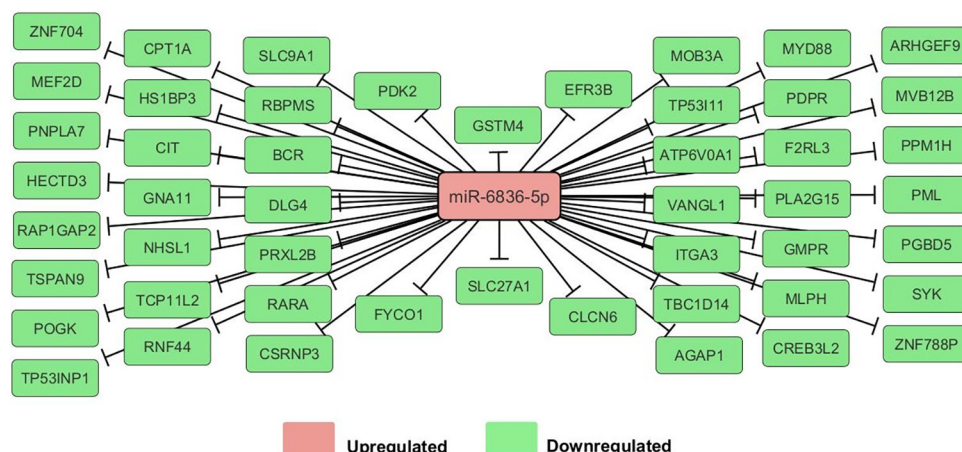 ZNF704
MEF2D
PNPLA7
HECTD3
RAP1GAP2
TSPAN9
POGK
TP53INP1
CPT1A
HS1BP3
CIT
GNA11
NHSL1
TCP11L2
RNF44
SLC9A1
RBPMS
BCR
DLG4
PRXL2B
RARA
CSRNP3
PDK2
FYCO1
GSTM4
miR-6836-5p
SLC27A1
EFR3B
CLCN6
MOB3A
TP53I11
ATP6V0A1
VANGL1
ITGA3
TBC1D14
AGAP1
MYD88
PDPR
F2RL3
PLA2G15
GMPR
MLPH
CREB3L2
ARHGEF9
MVB12B
PPM1H
PML
PGBD5
SYK
ZNF788P
Upregulated
Downregulated